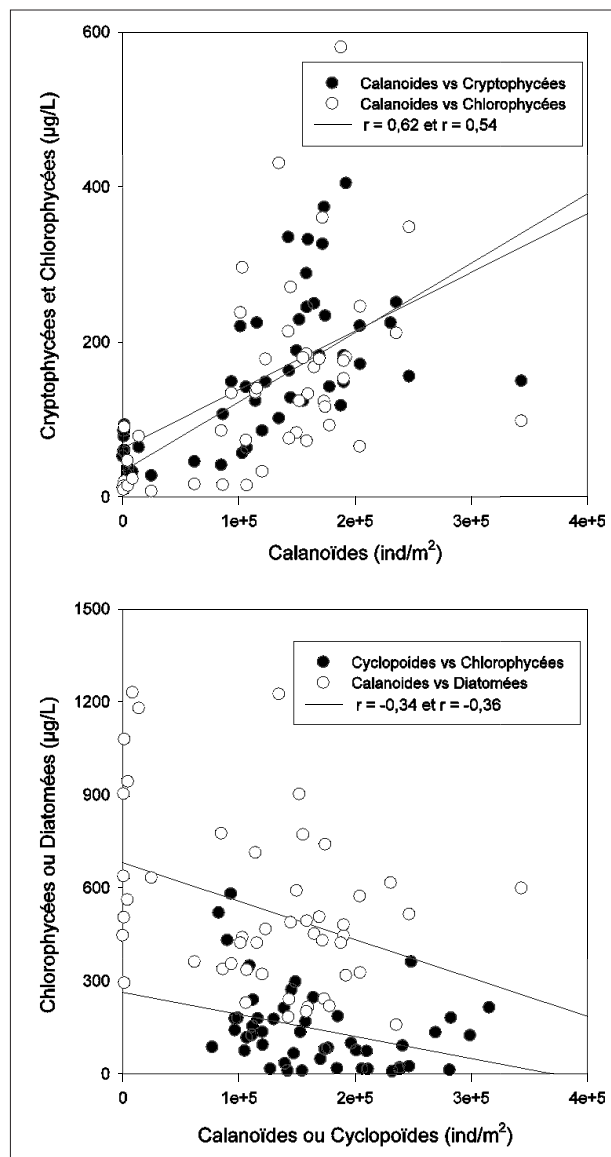 600
Calanoides vs Cryptophycées
Calanoides vs Chlorophycées
r = 0,62 et r = 0,54
400
200
0
Cryptophycées et Chlorophycées (µg/L)
0 1e+5 2e+5 3e+5 4e+5
Calanoïdes (ind/m²)
1500
Cyclopoides vs Chlorophycées
Calanoides vs Diatomées
r = -0,34 et r = -0,36
1200
900
600
300
0
Chlorophycées ou Diatomées (µg/L)
0 1e+5 2e+5 3e+5 4e+5
Calanoïdes ou Cyclopoïdes (ind/m²)